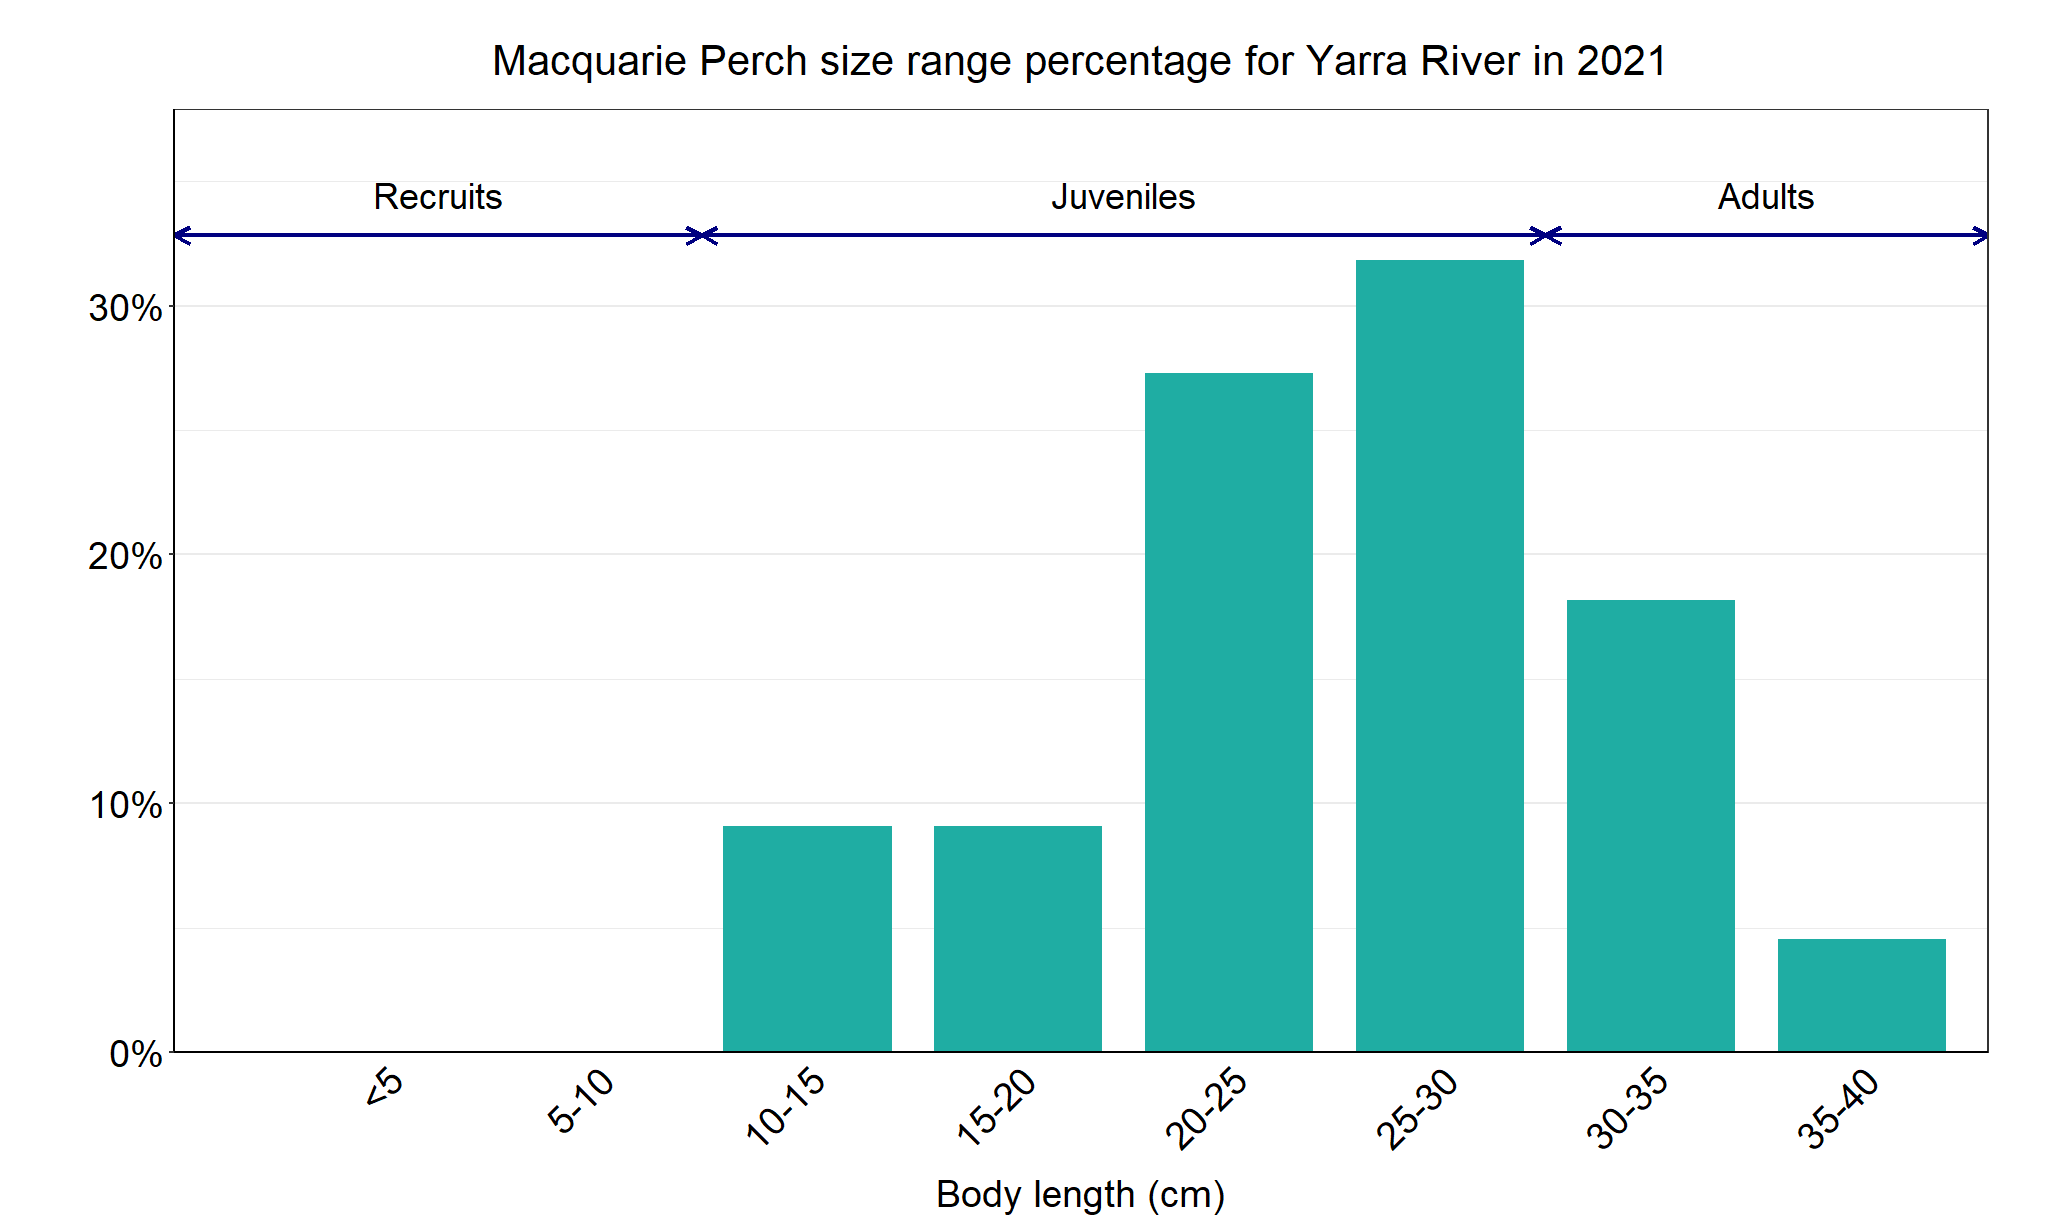 Macquarie Perch size range percentage for Yarra River in 2021
Recruits
Juveniles
Adults
30%
20%
10%
0%
<5
5-10
10-15
15-20
20-25
25-30
30-35
35-40
Body length (cm)